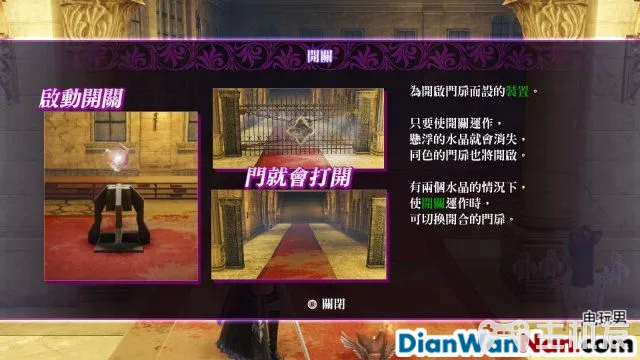 開關
啟動開關
門就會打開
為開啟門扉而設的裝置。
只要使開關運作，
懸浮的水晶就會消失，
同色的門扉也將開啟。
有兩個水晶的情況下，
使開關運作時，
可切換開合的門扉。
關閉
电玩男
DianWanNan.com